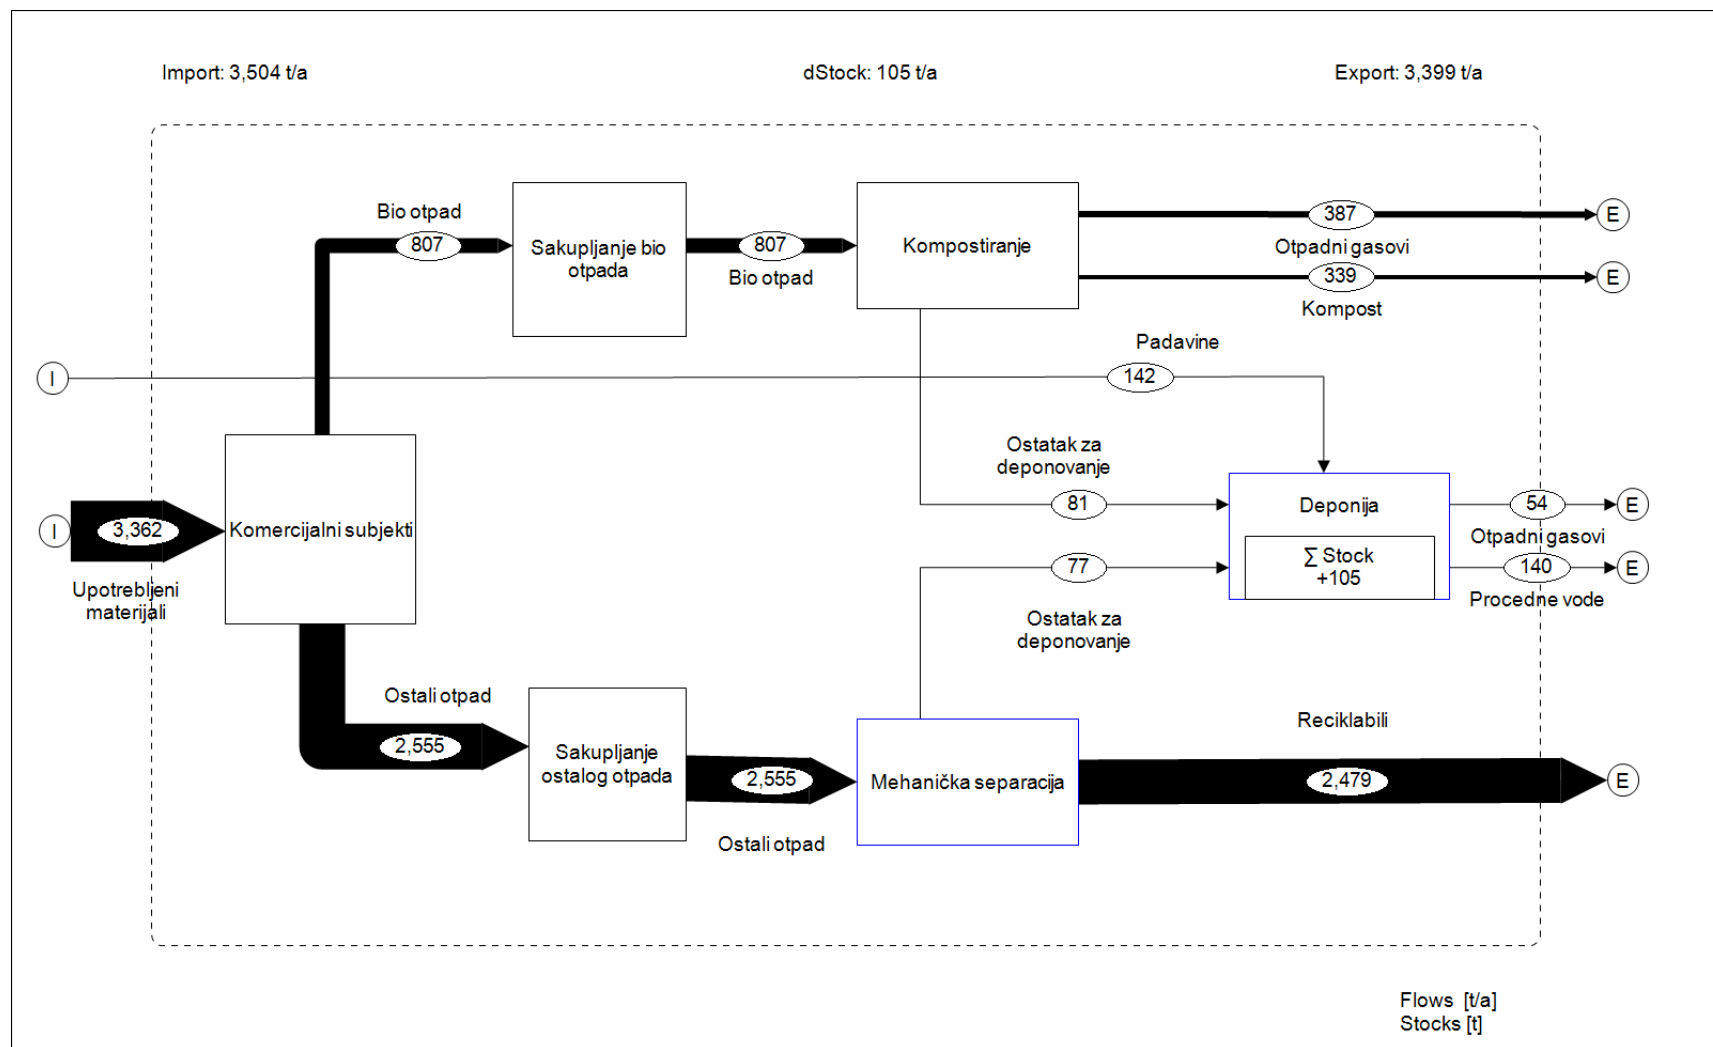 Import: 3,504 t/a
dStock: 105 t/a
Export: 3,399 t/a
Bio otpad
807
Sakupljanje bio
otpada
807
Bio otpad
Kompostiranje
387
E
Otpadni gasovi
339
E
Kompost
Padavine
I
142
Ostatak za
deponovanje
81
Deponija
∑ Stock
+105
54
E
Otpadni gasovi
140
E
Procedne vode
I
3,362
Komercijalni subjekti
Upotrebljeni
materijali
77
Ostatak za
deponovanje
Ostali otpad
2,555
Sakupljanje
ostalog otpada
2,555
Ostali otpad
Mehanička separacija
Reciklabili
2,479
E
Flows [t/a]
Stocks [t]